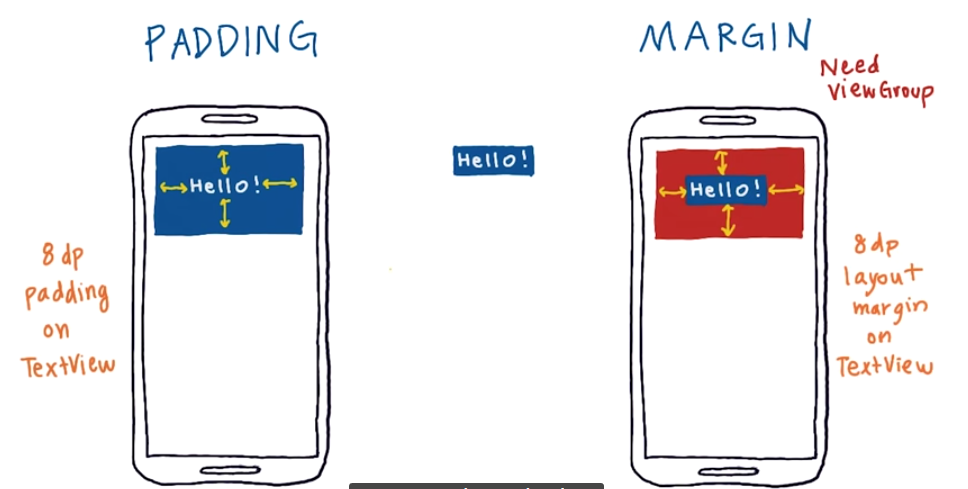 PADDING
MARGIN
Need
ViewGroup
Hello!
Hello!
Hello!
8 dp
padding
on
TextView
8 dp
layout
margin
on
TextView